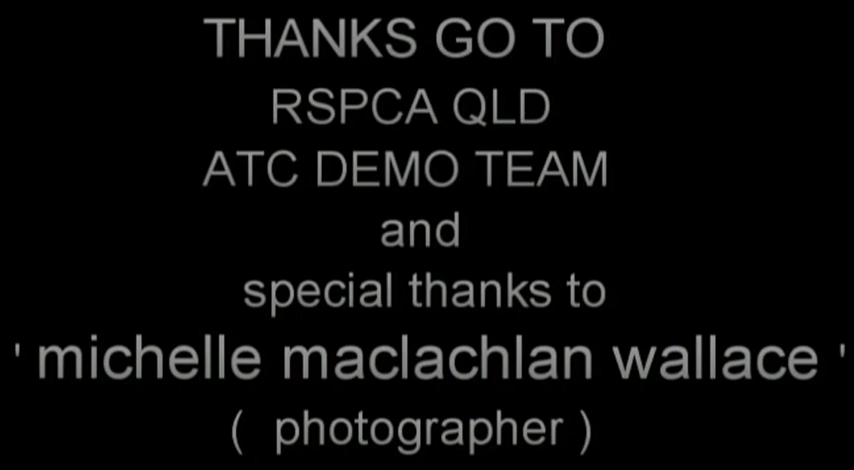 THANKS GO TO
RSPCA QLD
ATC DEMO TEAM
and
special thanks to
' michelle maclachlan wallace '
( photographer )